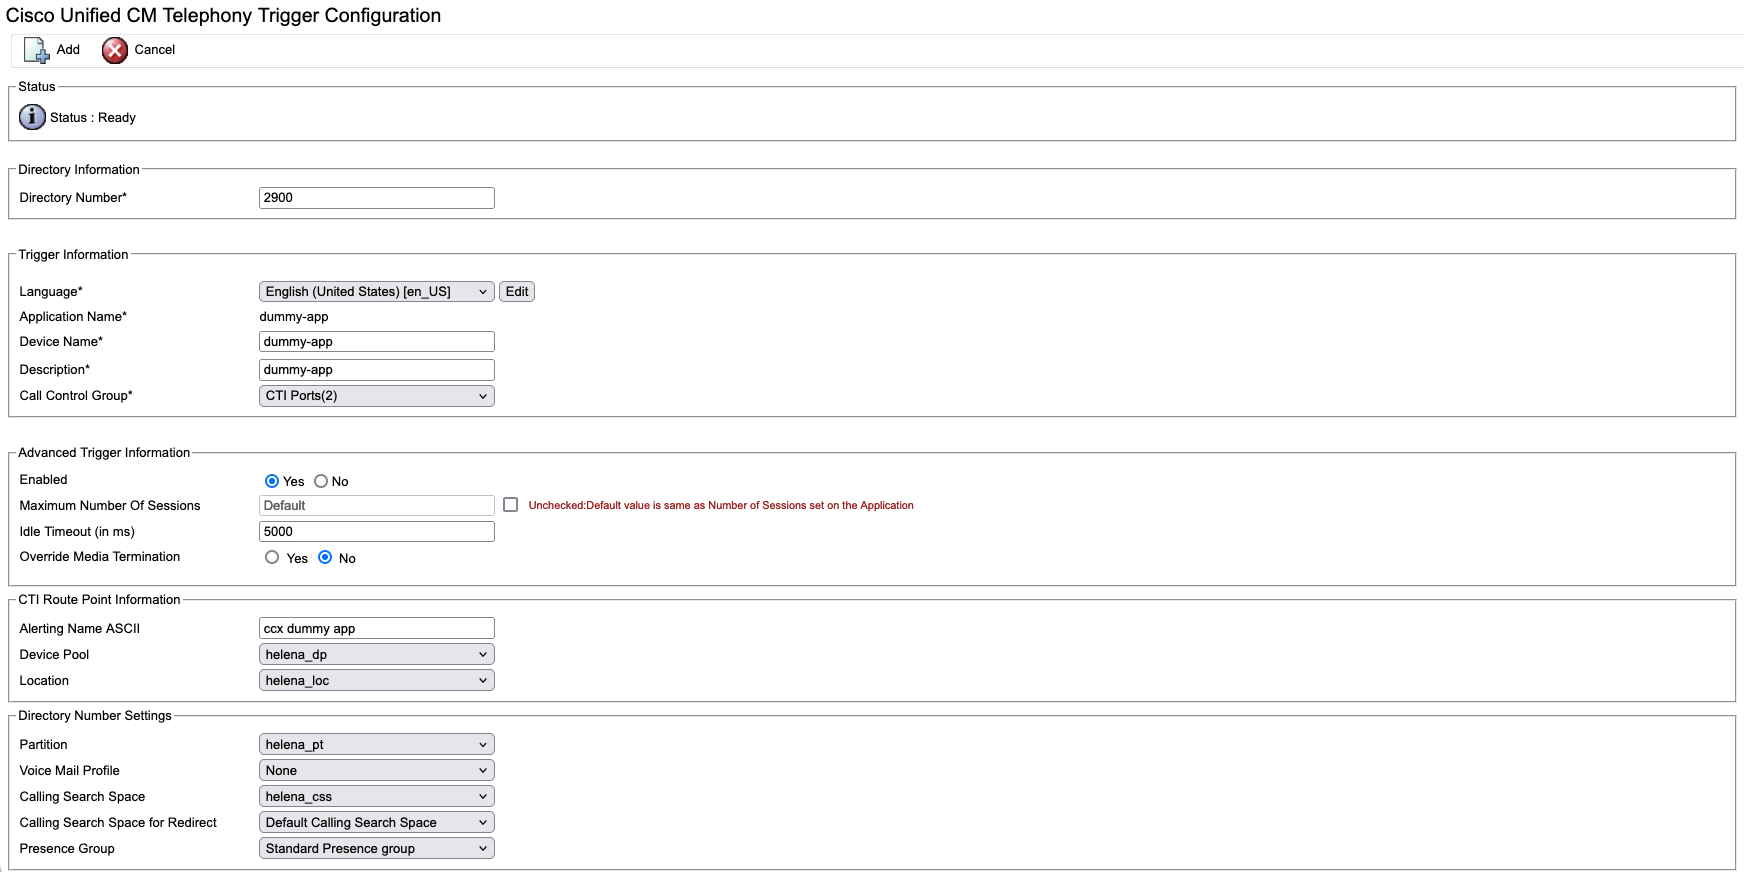 Cisco Unified CM Telephony Trigger Configuration
Add Cancel
Status
Status : Ready
Directory Information
Directory Number* 2900
Trigger Information
Language* English (United States) [en_US] Edit
Application Name* dummy-app
Device Name* dummy-app
Description* dummy-app
Call Control Group* CTI Ports(2)
Advanced Trigger Information
Enabled Yes No
Maximum Number Of Sessions Default Unchecked:Default value is same as Number of Sessions set on the Application
Idle Timeout (in ms) 5000
Override Media Termination Yes No
CTI Route Point Information
Alerting Name ASCII ccx dummy app
Device Pool helena_dp
Location helena_loc
Directory Number Settings
Partition helena_pt
Voice Mail Profile None
Calling Search Space helena_css
Calling Search Space for Redirect Default Calling Search Space
Presence Group Standard Presence group